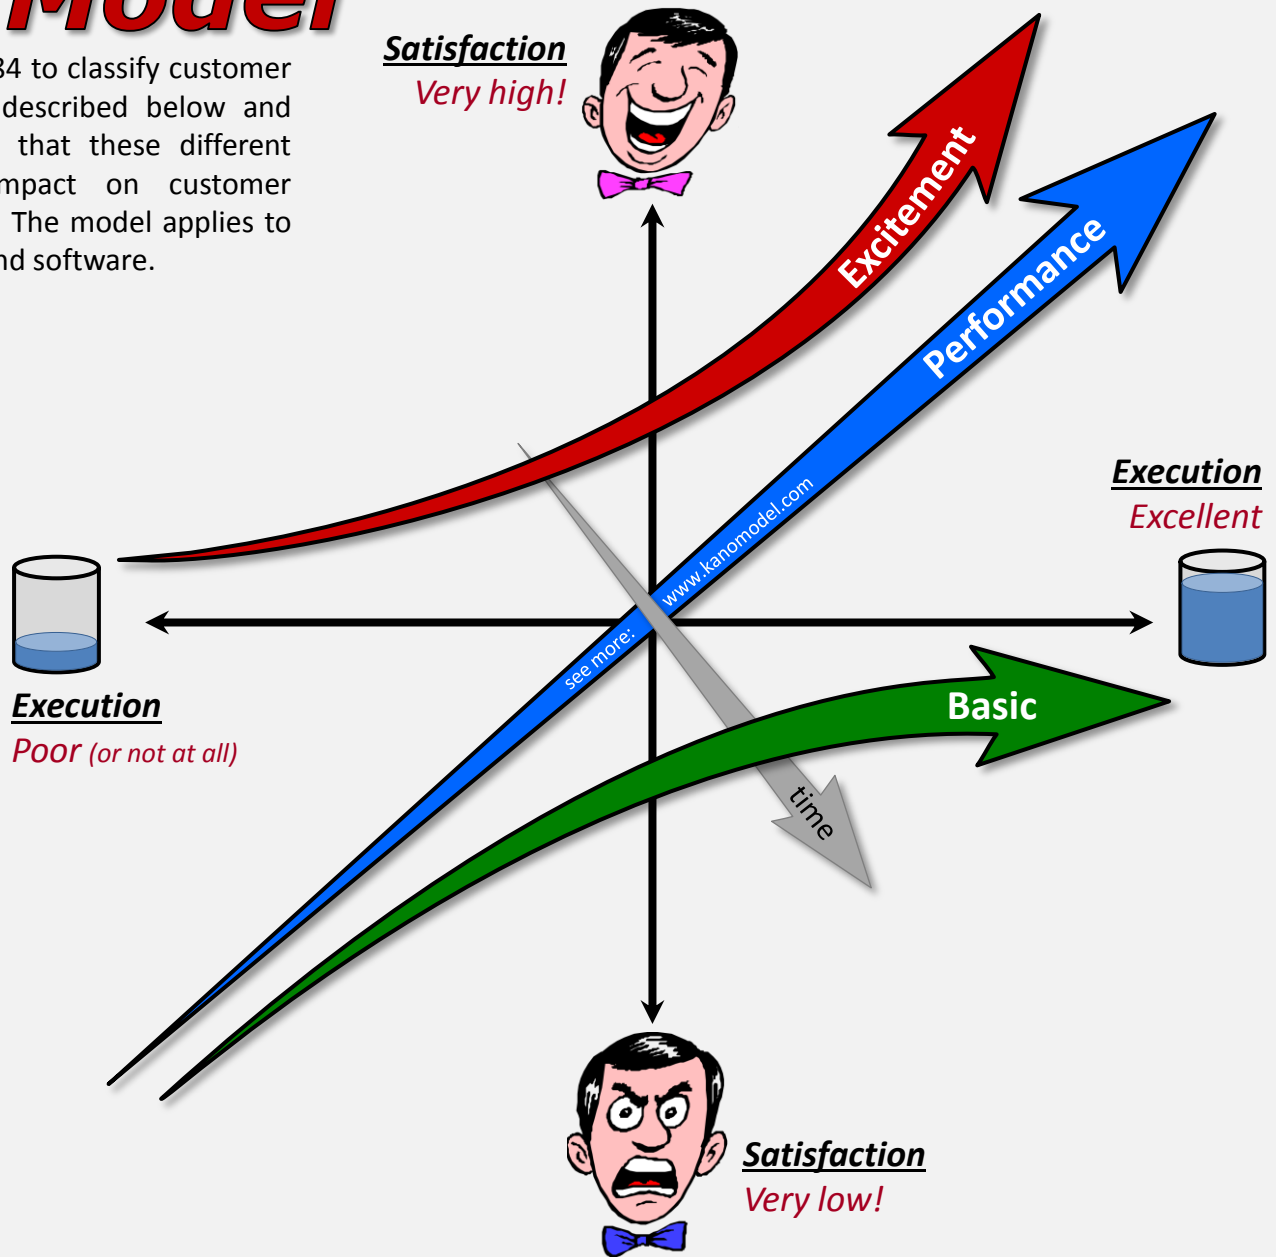 Model
Satisfaction
Very high!
84 to classify customer
described below and
that these different
mpact on customer
The model applies to
nd software.
Excitement
Performance
Execution
Excellent
www.kanomodel.com
see more:
Execution
Poor (or not at all)
Basic
time
Satisfaction
Very low!